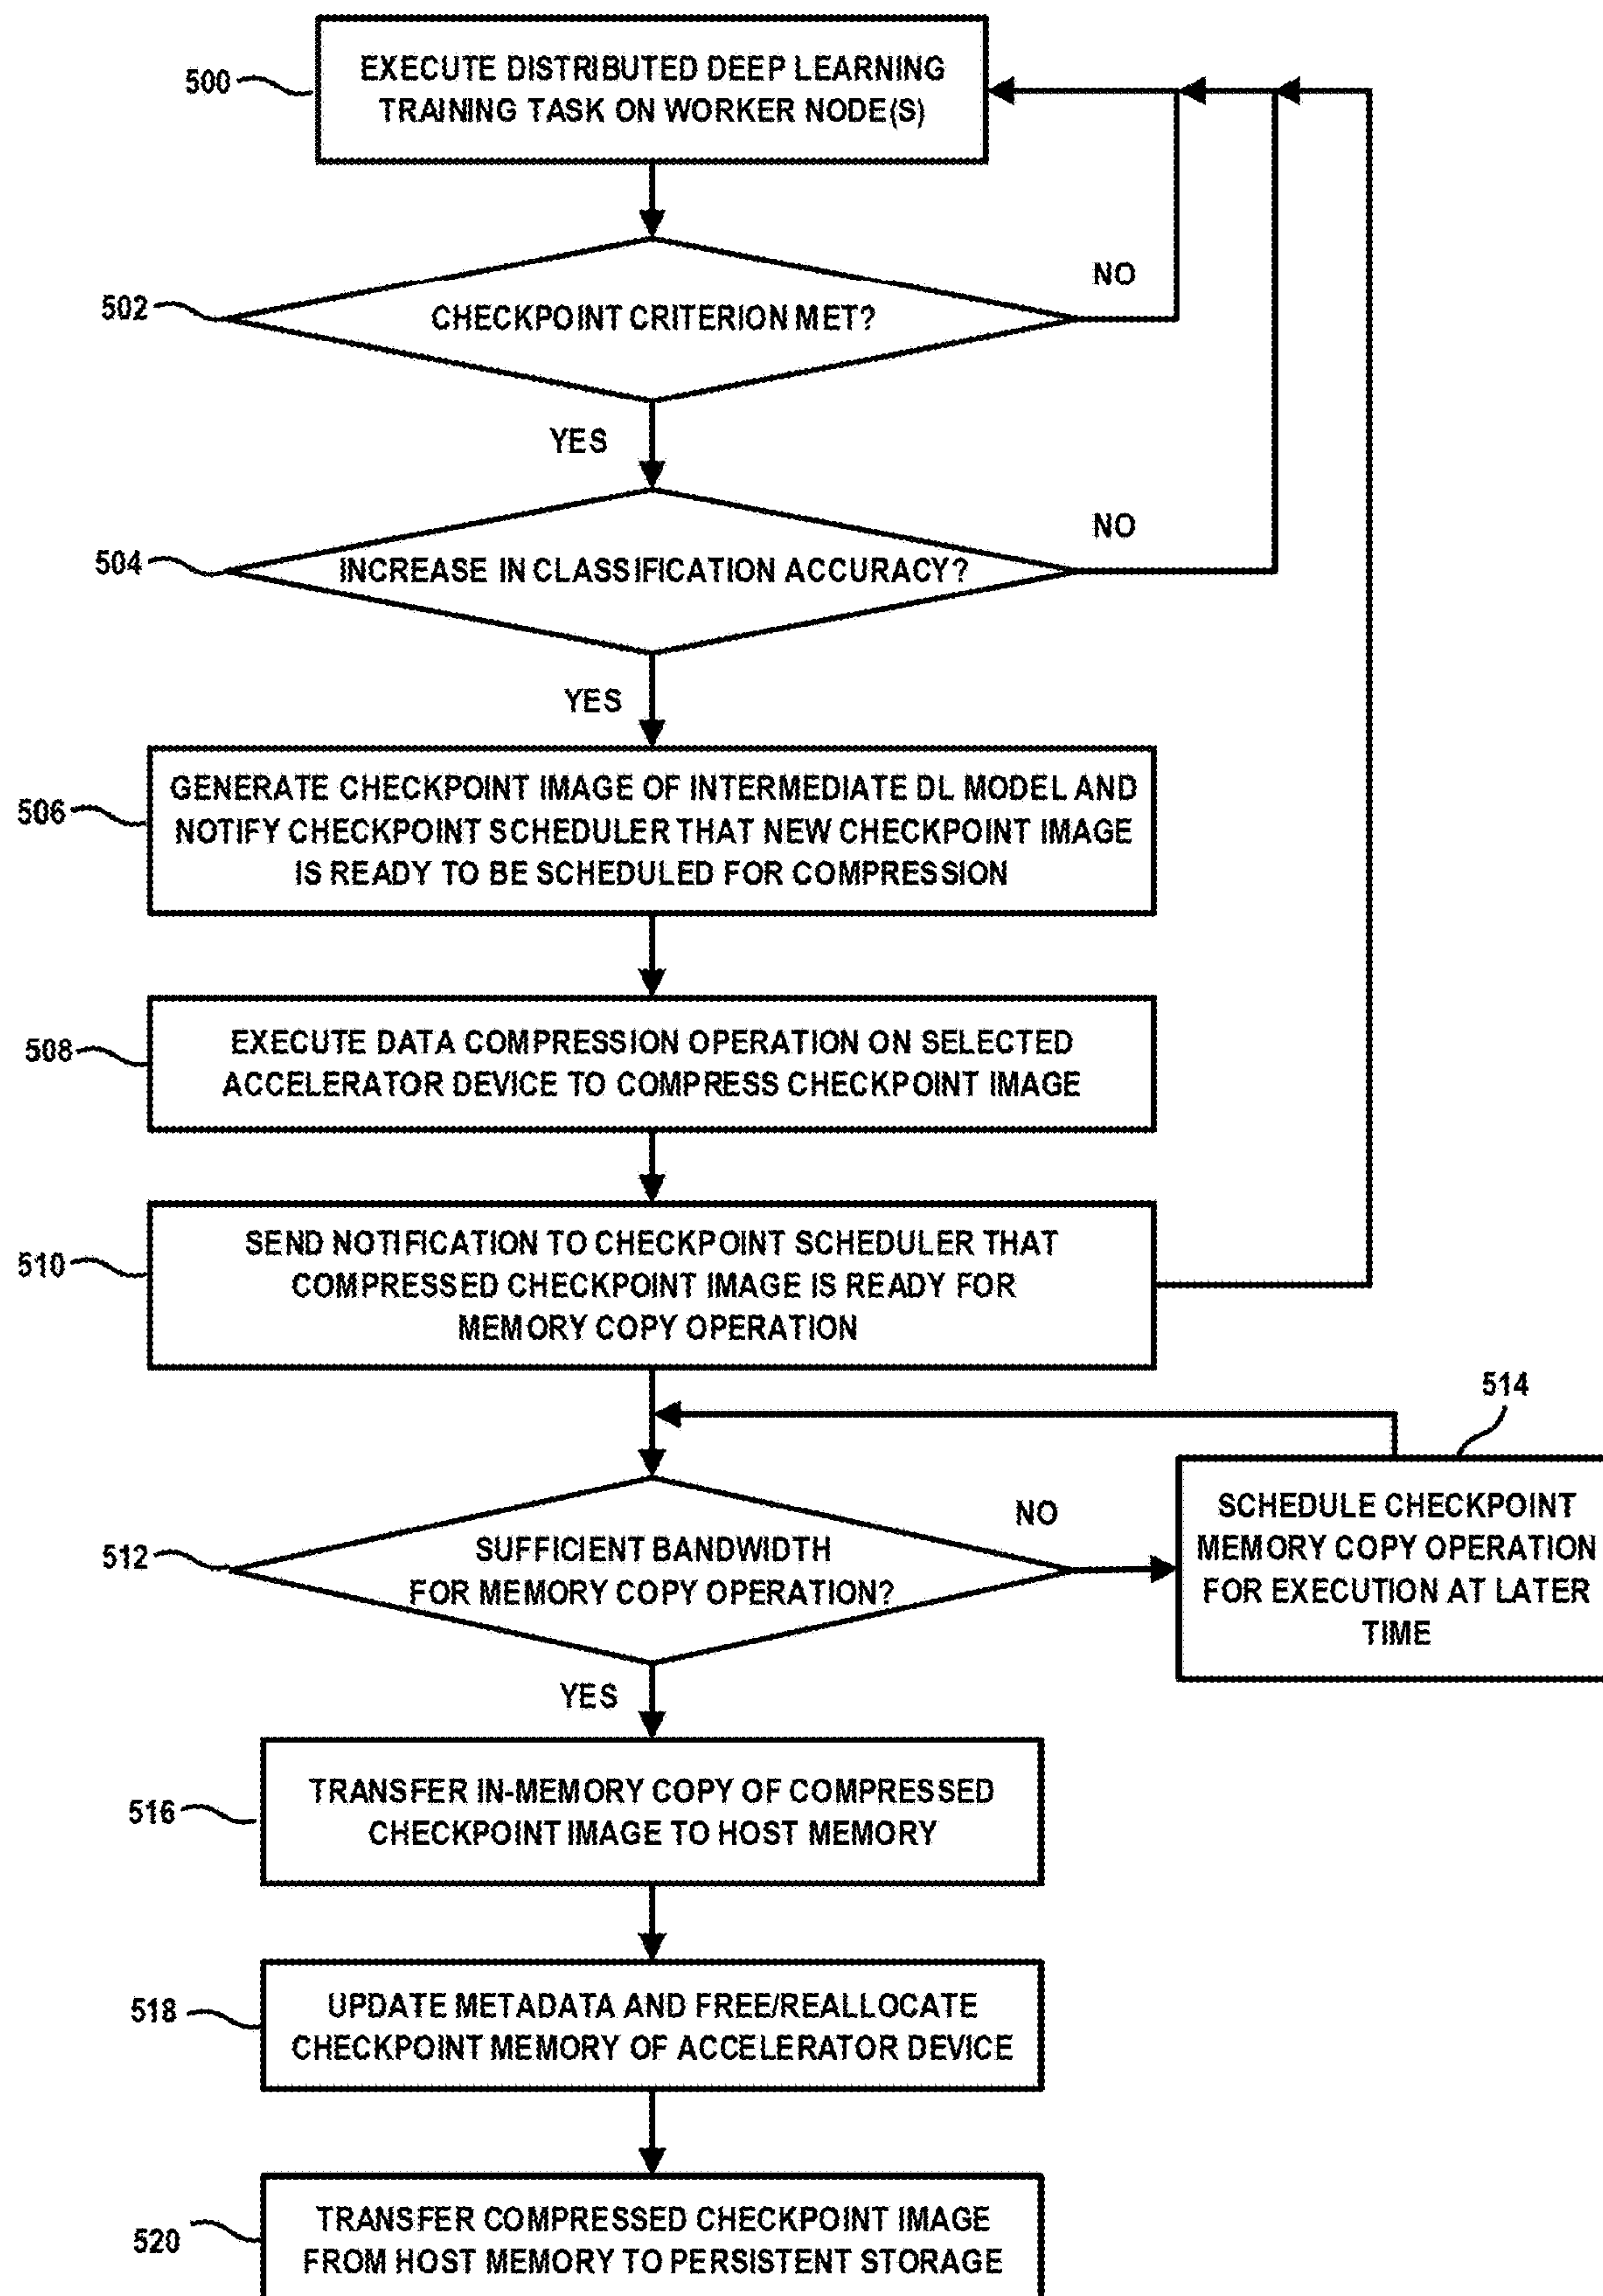 500
EXECUTE DISTRIBUTED DEEP LEARNING
TRAINING TASK ON WORKER NODE(S)
502
CHECKPOINT CRITERION MET?
NO
YES
504
INCREASE IN CLASSIFICATION ACCURACY?
NO
YES
506
GENERATE CHECKPOINT IMAGE OF INTERMEDIATE DL MODEL AND
NOTIFY CHECKPOINT SCHEDULER THAT NEW CHECKPOINT IMAGE
IS READY TO BE SCHEDULED FOR COMPRESSION
508
EXECUTE DATA COMPRESSION OPERATION ON SELECTED
ACCELERATOR DEVICE TO COMPRESS CHECKPOINT IMAGE
510
SEND NOTIFICATION TO CHECKPOINT SCHEDULER THAT
COMPRESSED CHECKPOINT IMAGE IS READY FOR
MEMORY COPY OPERATION
512
SUFFICIENT BANDWIDTH
FOR MEMORY COPY OPERATION?
NO
514
SCHEDULE CHECKPOINT
MEMORY COPY OPERATION
FOR EXECUTION AT LATER
TIME
YES
516
TRANSFER IN-MEMORY COPY OF COMPRESSED
CHECKPOINT IMAGE TO HOST MEMORY
518
UPDATE METADATA AND FREE/REALLOCATE
CHECKPOINT MEMORY OF ACCELERATOR DEVICE
520
TRANSFER COMPRESSED CHECKPOINT IMAGE
FROM HOST MEMORY TO PERSISTENT STORAGE